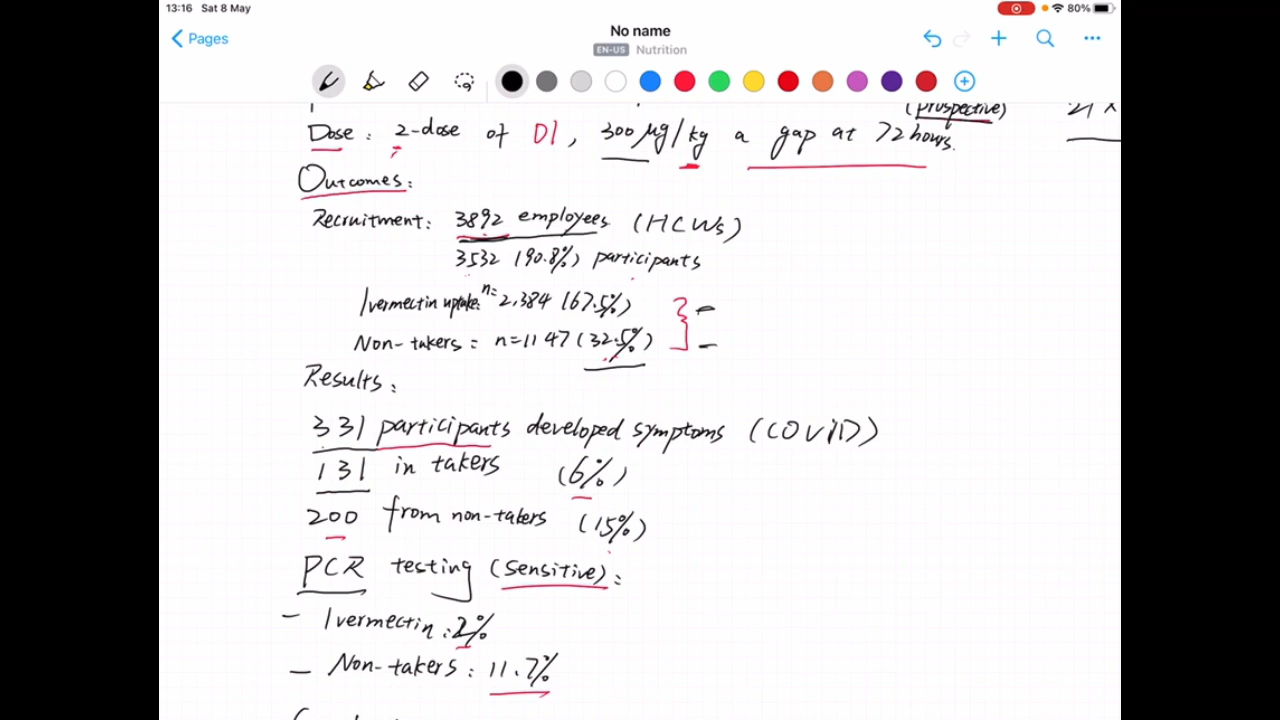 13:16 Sat 8 May
80%
Pages
No name
EN-US Nutrition
(prospective)
Dose: 2-dose of DI, 300 μg/kg a gap at 72 hours.
Outcomes:
Recruitment: 3892 employees (HCWs)
3532 (90.8%) participants
Ivermectin uptake: n= 2,384 (67.5%)
Non-takers: n=1147 (32.5%)
Results:
331 participants developed symptoms (COVID)
131 in takers (6%)
200 from non-takers (15%)
PCR testing (Sensitive):
- Ivermectin: 2%
- Non-takers: 11.7%